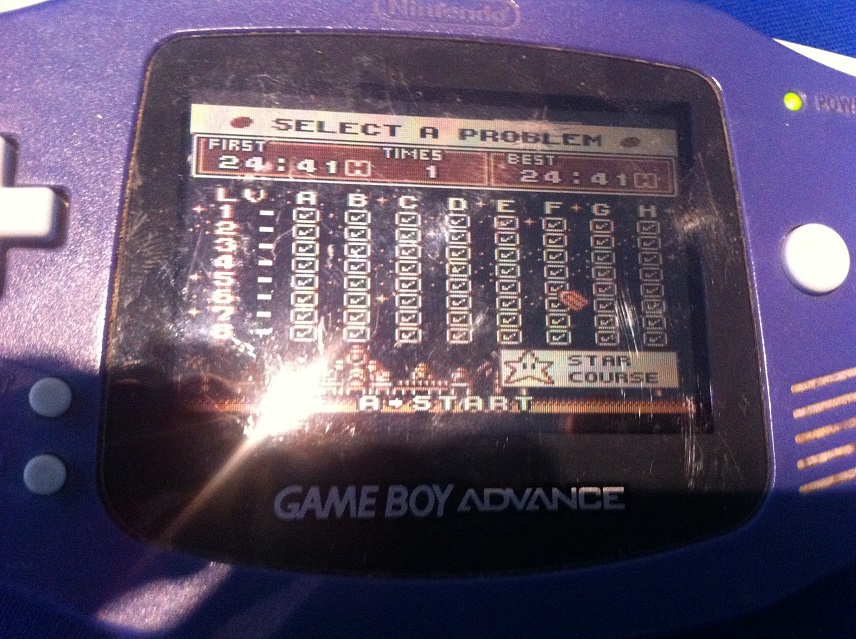 Nintendo
SELECT A PROBLEM
FIRST TIMES BEST
24:41 1 24:41
LV A B C D E F G H
1
2
3
4
5
6
7
8
STAR
COURSE
A→START
POW
GAME BOY ADVANCE